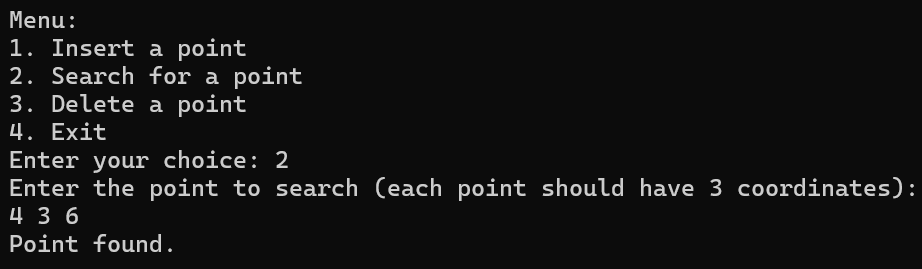 Menu:
1. Insert a point
2. Search for a point
3. Delete a point
4. Exit
Enter your choice: 2
Enter the point to search (each point should have 3 coordinates):
4 3 6
Point found.